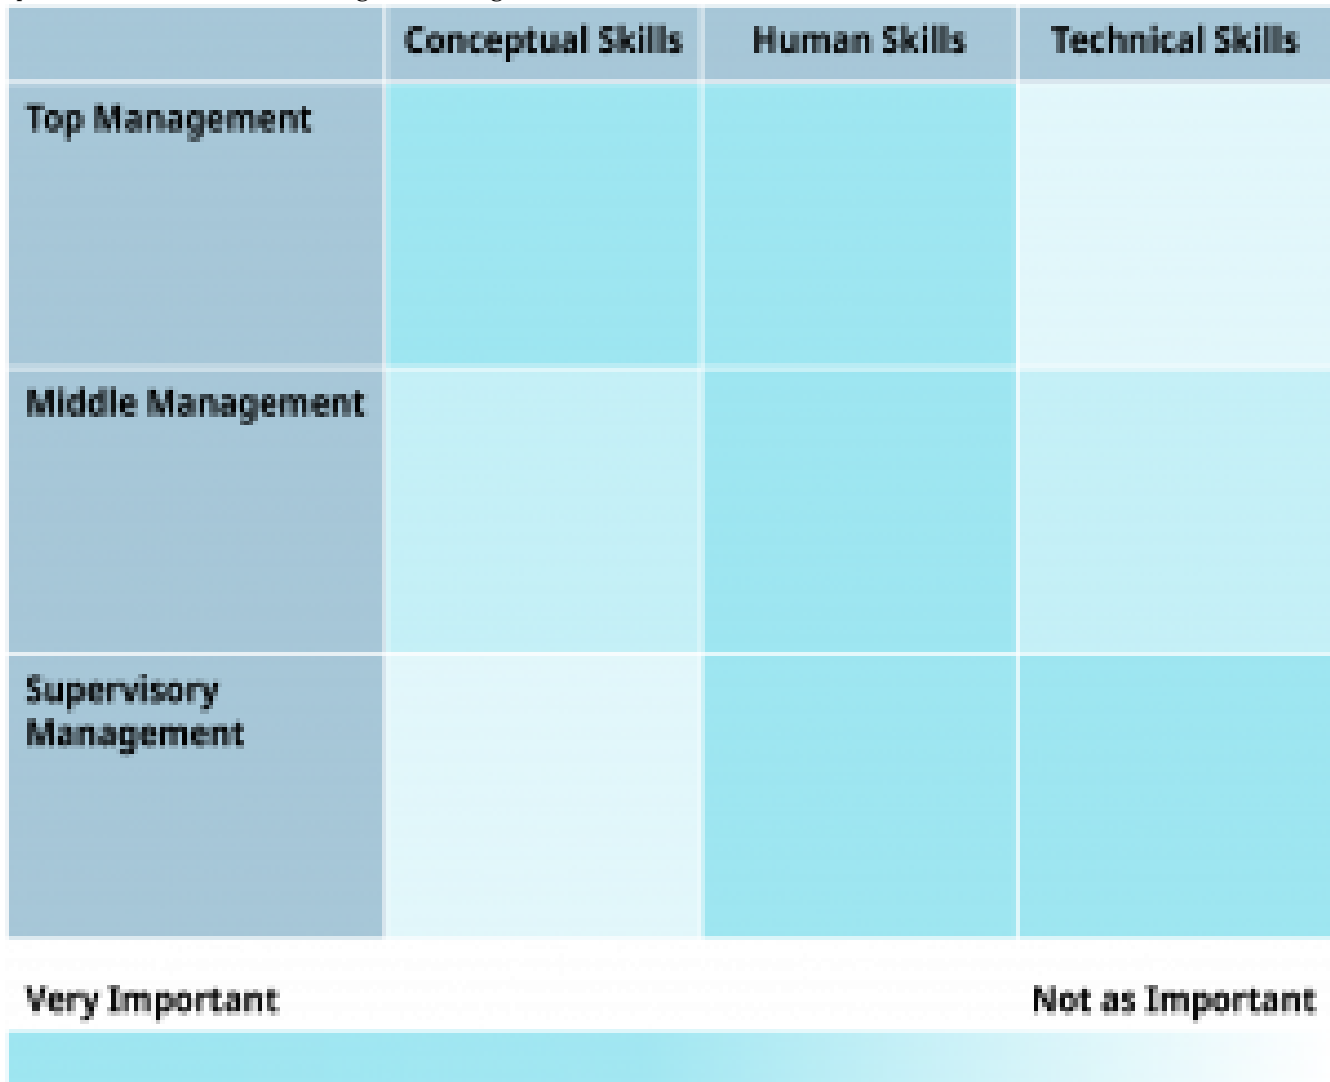 Conceptual Skills Human Skills Technical Skills
Top Management
Middle Management
Supervisory
Management
Very Important Not as Important